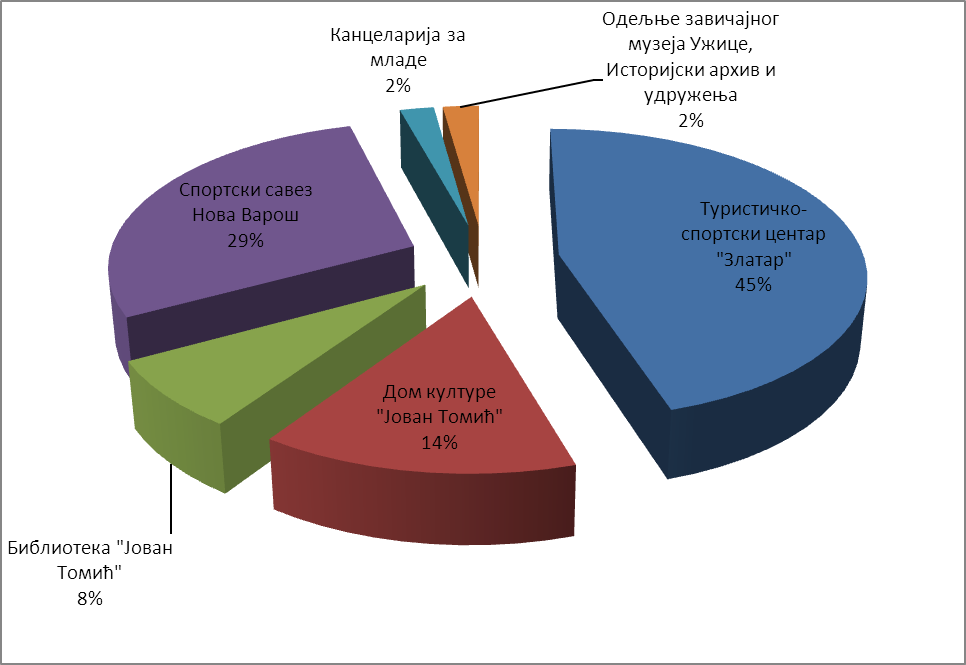 Канцеларија за
младе
2%
Одељње завичајног
музеја Ужице,
Историјски архив и
удружења
2%
Спортски савез
Нова Варош
29%
Туристичко-
спортски центар
"Златар"
45%
Дом културе
"Јован Томић"
14%
Библиотека "Јован
Томић"
8%